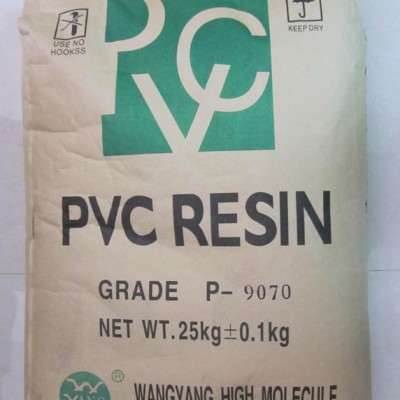 PVC
USE NO
HOOKSS
KEEP DRY
PVC RESIN
GRADE P- 9070
NET WT.25kg±0.1kg
®
WANGYANG HIGH MOLECULE